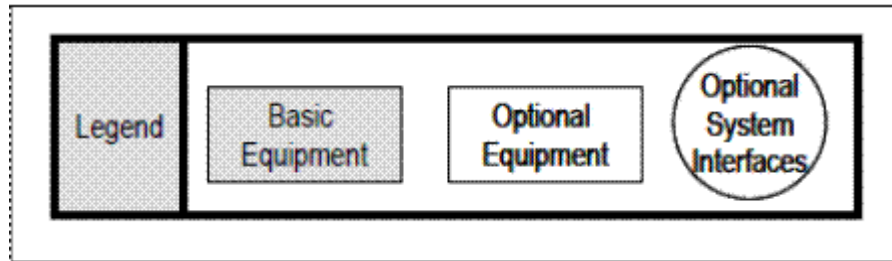 Legend
Basic
Equipment
Optional
Equipment
Optional
System
Interfaces